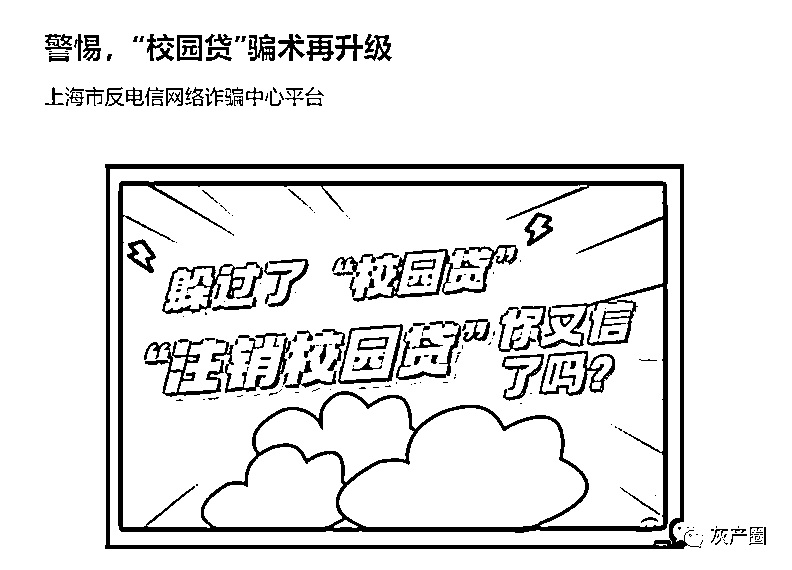 警惕，“校园贷”骗术再升级
上海市反电信网络诈骗中心平台
躲过了“校园贷”
“注销校园贷”你又信了吗？
灰产圈